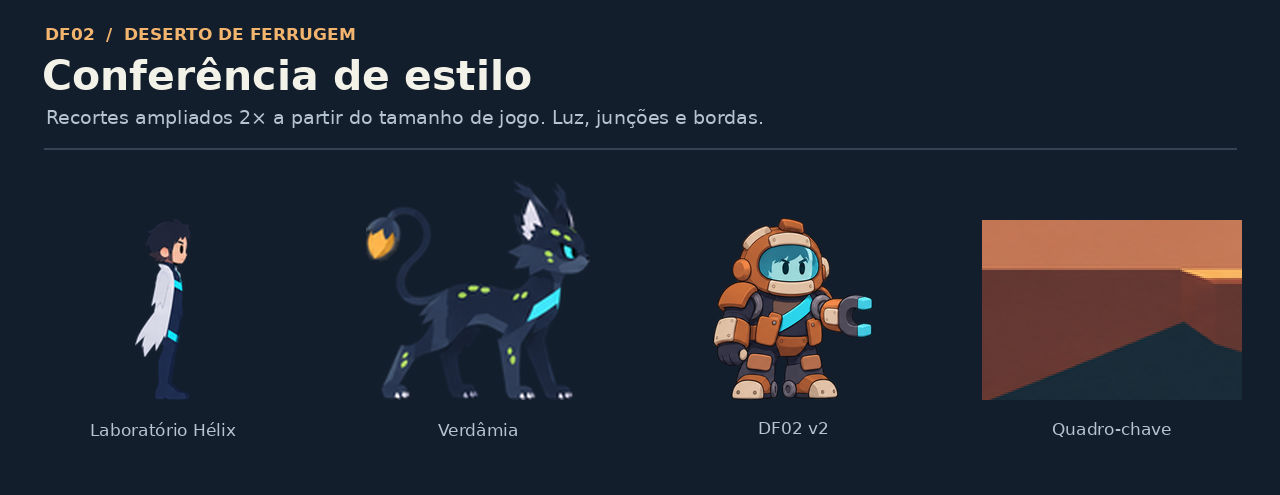 DF02 / DESERTO DE FERRUGEM
Conferência de estilo
Recortes ampliados 2× a partir do tamanho de jogo. Luz, junções e bordas.
Laboratório Hélix
Verdâmia
DF02 v2
Quadro-chave